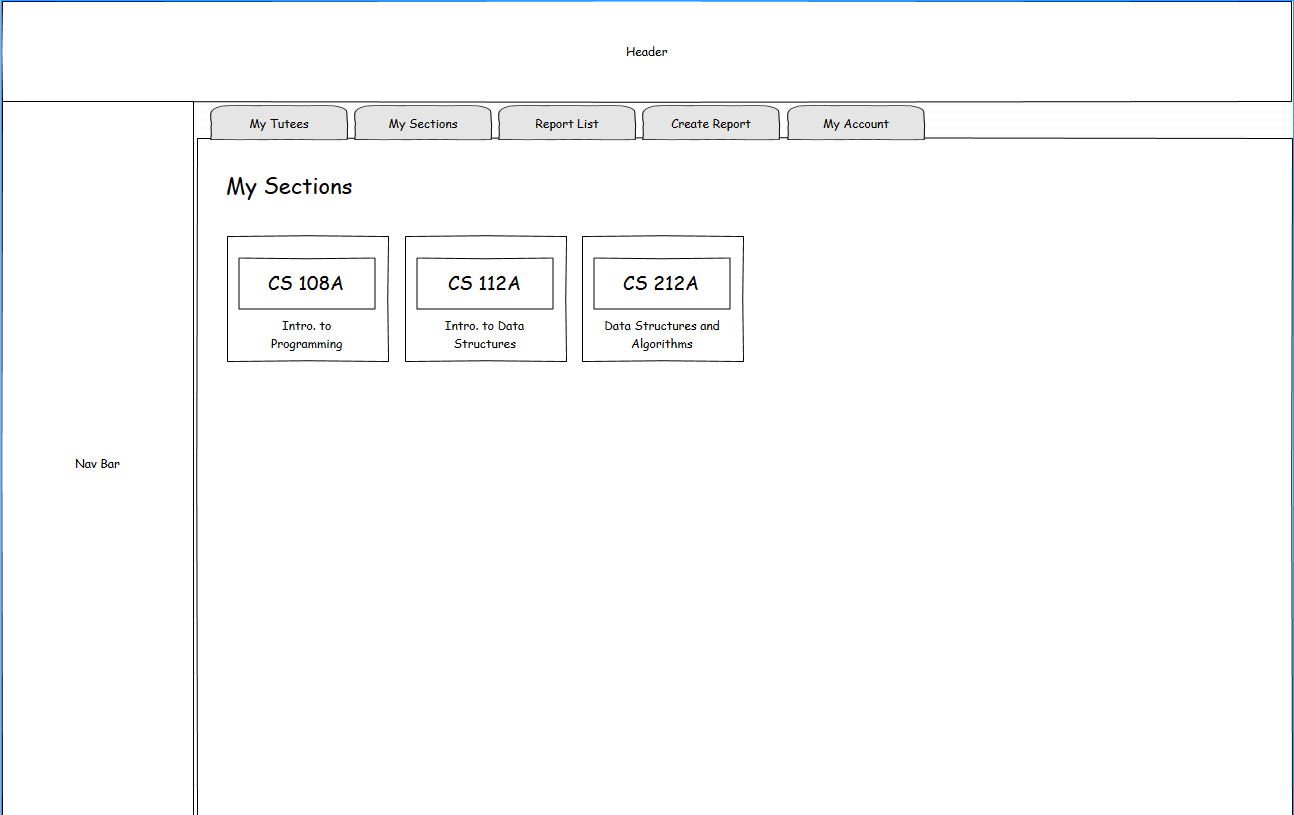 Header
My Tutees
My Sections
Report List
Create Report
My Account
My Sections
CS 108A
Intro. to
Programming
CS 112A
Intro. to Data
Structures
CS 212A
Data Structures and
Algorithms
Nav Bar